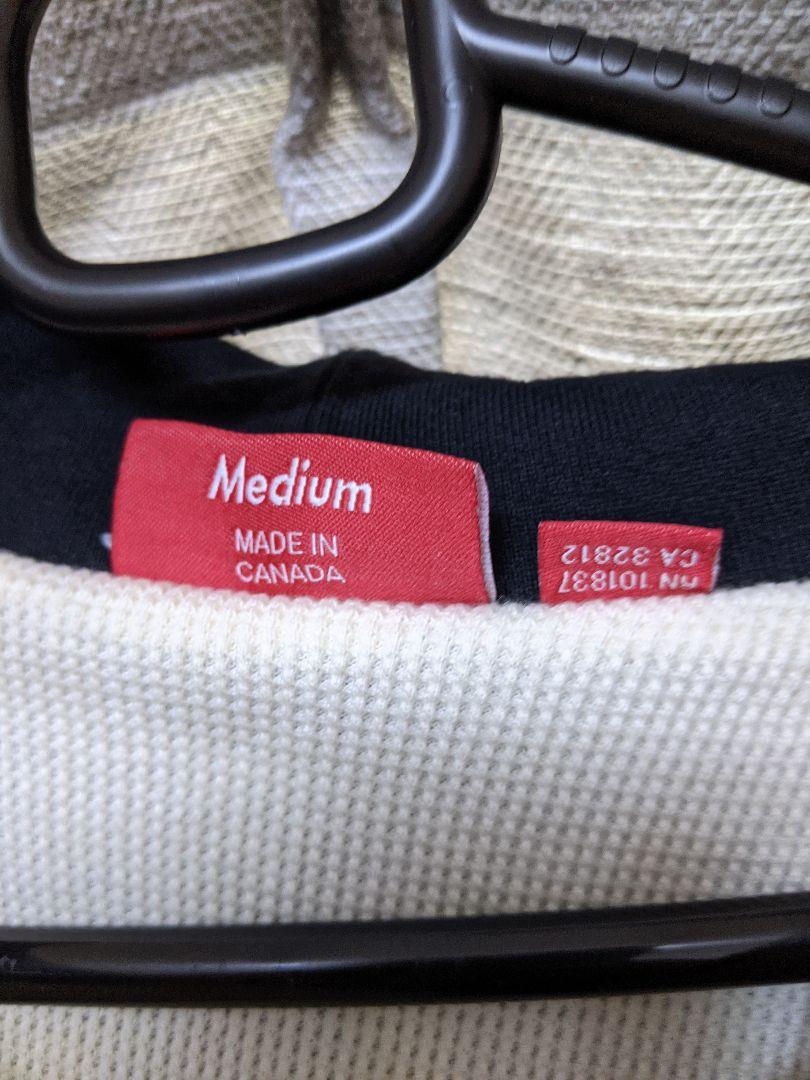 Medium
MADE IN
CANADA
RN 101837
CA 32812